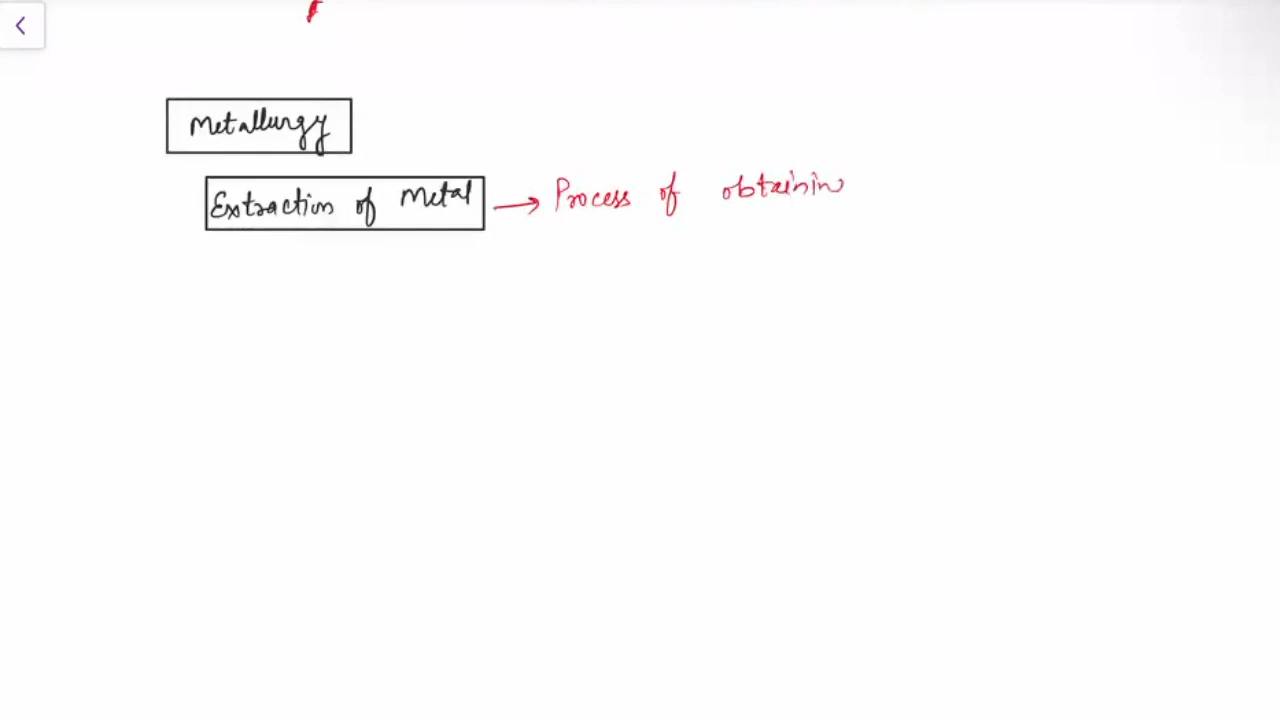 Metallurgy
Extraction of Metal → Process of obtainin